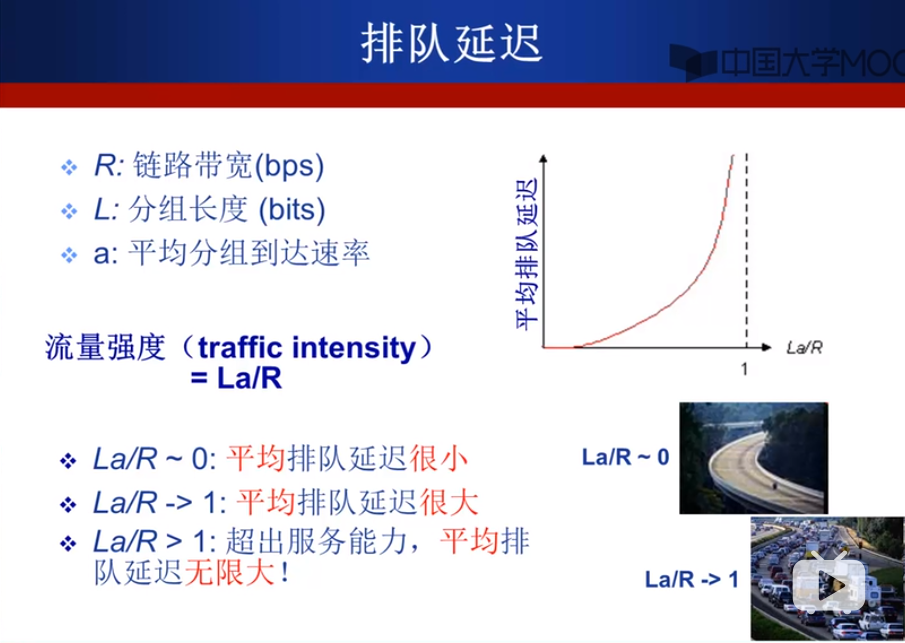 排队延迟
中国大学MOO
R: 链路带宽(bps)
L: 分组长度 (bits)
a: 平均分组到达速率
流量强度（traffic intensity）
= La/R
平均排队延迟
La/R
1
La/R ~ 0: 平均排队延迟很小
La/R -> 1: 平均排队延迟很大
La/R > 1: 超出服务能力，平均排
队延迟无限大！
La/R ~ 0
La/R -> 1